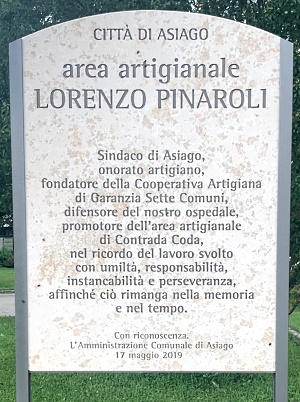 CITTÀ DI ASIAGO
area artigianale
LORENZO PINAROLI
Sindaco di Asiago,
onorato artigiano,
fondatore della Cooperativa Artigiana
di Garanzia Sette Comuni,
difensore del nostro ospedale,
promotore dell'area artigianale
di Contrada Coda,
nel ricordo del lavoro svolto
con umiltà, responsabilità,
instancabilità e perseveranza,
affinché ciò rimanga nella memoria
e nel tempo.
Con riconoscenza.
L'Amministrazione Comunale di Asiago
17 maggio 2019